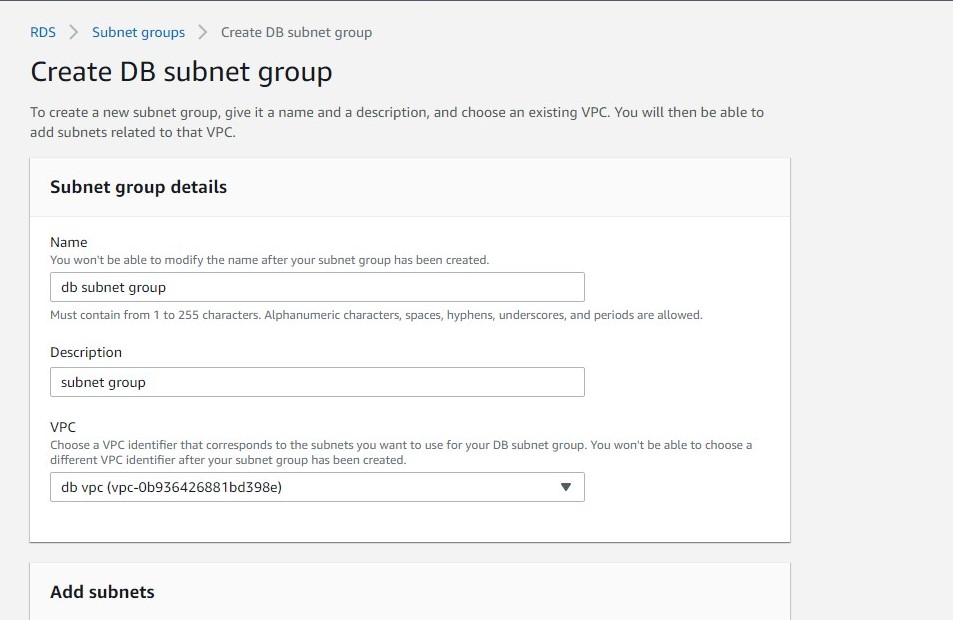 RDS > Subnet groups > Create DB subnet group
Create DB subnet group
To create a new subnet group, give it a name and a description, and choose an existing VPC. You will then be able to
add subnets related to that VPC.
Subnet group details
Name
You won't be able to modify the name after your subnet group has been created.
db subnet group
Must contain from 1 to 255 characters. Alphanumeric characters, spaces, hyphens, underscores, and periods are allowed.
Description
subnet group
VPC
Choose a VPC identifier that corresponds to the subnets you want to use for your DB subnet group. You won't be able to choose a
different VPC identifier after your subnet group has been created.
db vpc (vpc-0b936426881bd398e)
Add subnets